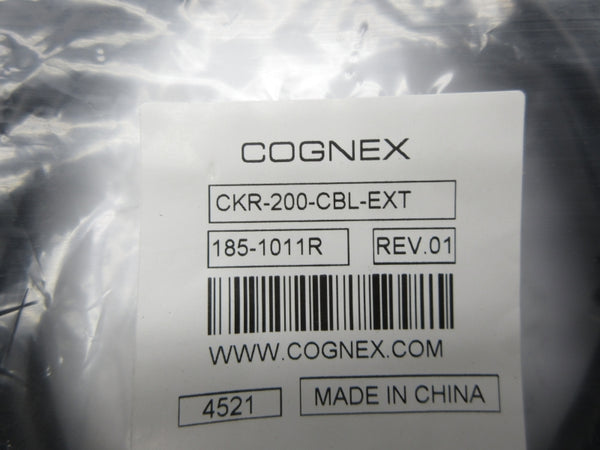 COGNEX
CKR-200-CBL-EXT
185-1011R REV.01
WWW.COGNEX.COM
4521 MADE IN CHINA